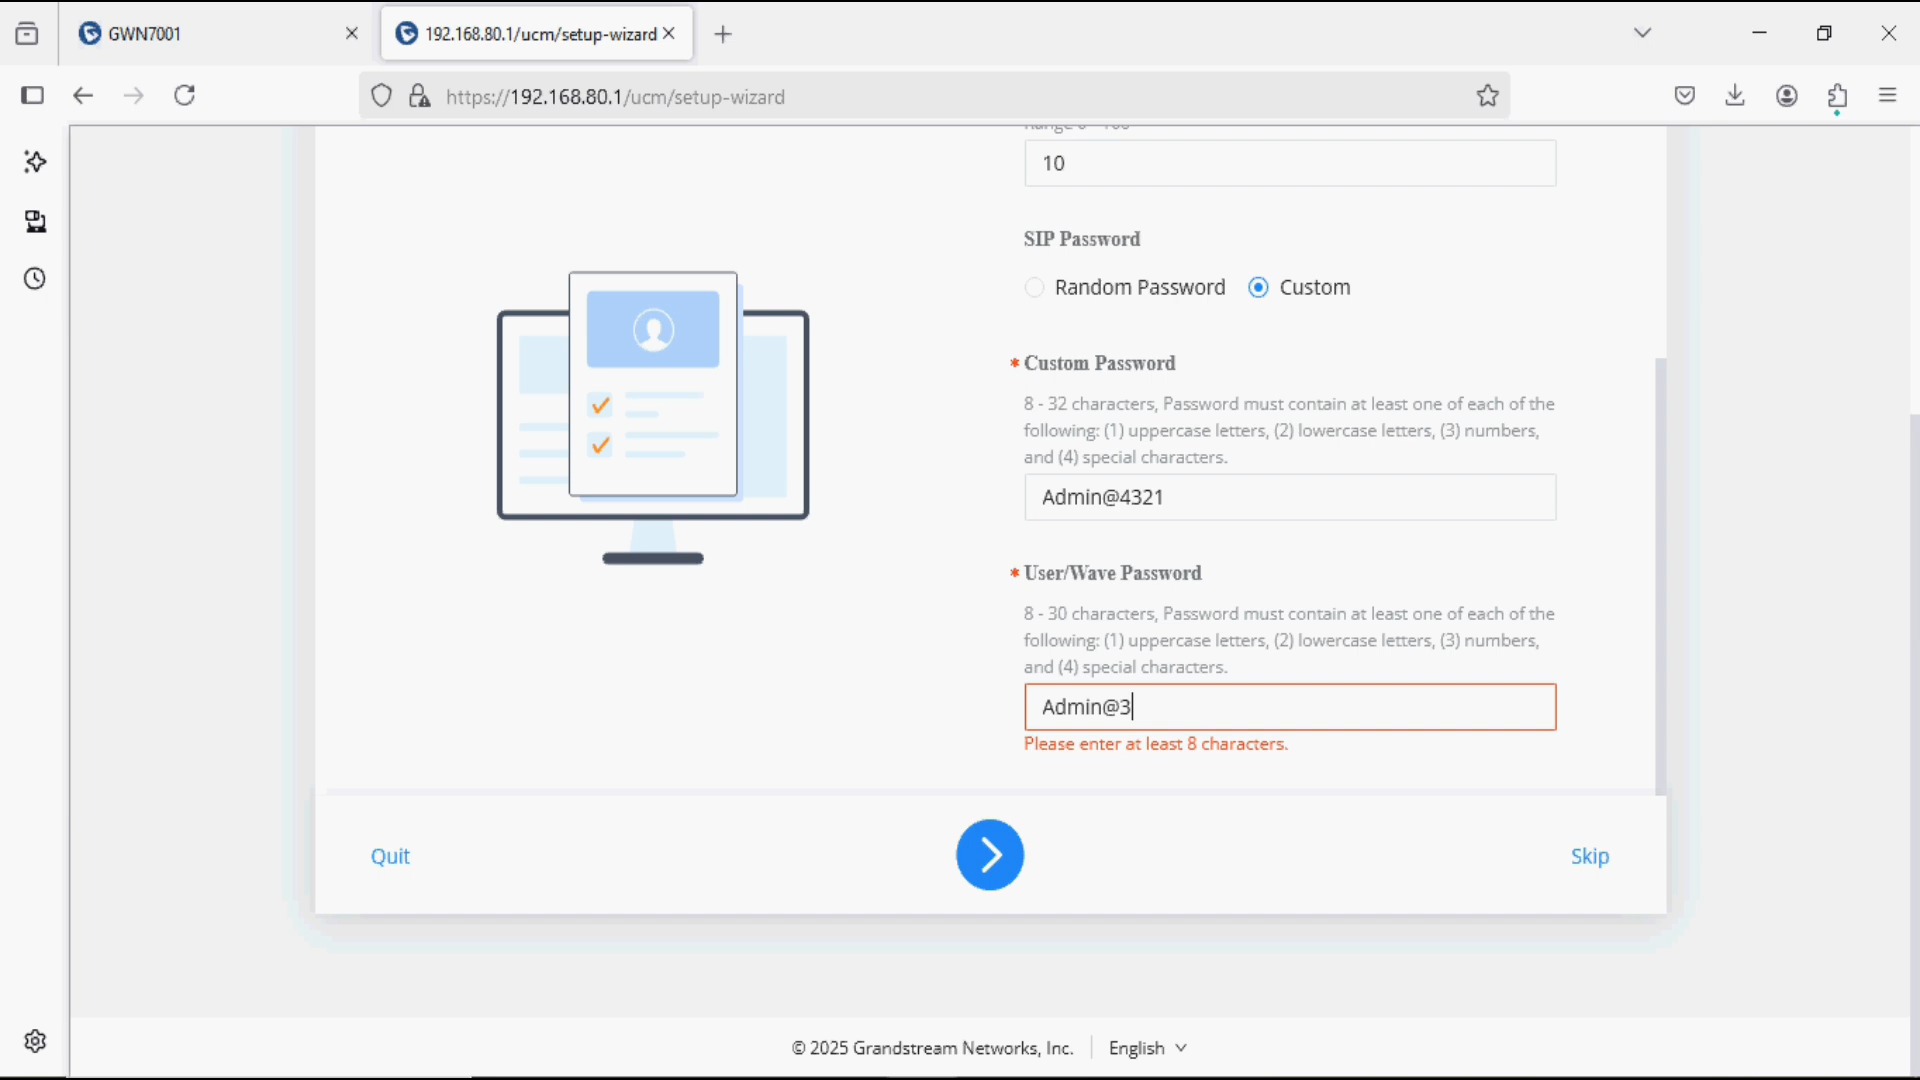 GWN7001
192.168.80.1/ucm/setup-wizard
https://192.168.80.1/ucm/setup-wizard
10
SIP Password
Random Password
Custom
* Custom Password
8 - 32 characters, Password must contain at least one of each of the
following: (1) uppercase letters, (2) lowercase letters, (3) numbers,
and (4) special characters.
Admin@4321
* User/Wave Password
8 - 30 characters, Password must contain at least one of each of the
following: (1) uppercase letters, (2) lowercase letters, (3) numbers,
and (4) special characters.
Admin@3
Please enter at least 8 characters.
Quit
Skip
© 2025 Grandstream Networks, Inc.
English